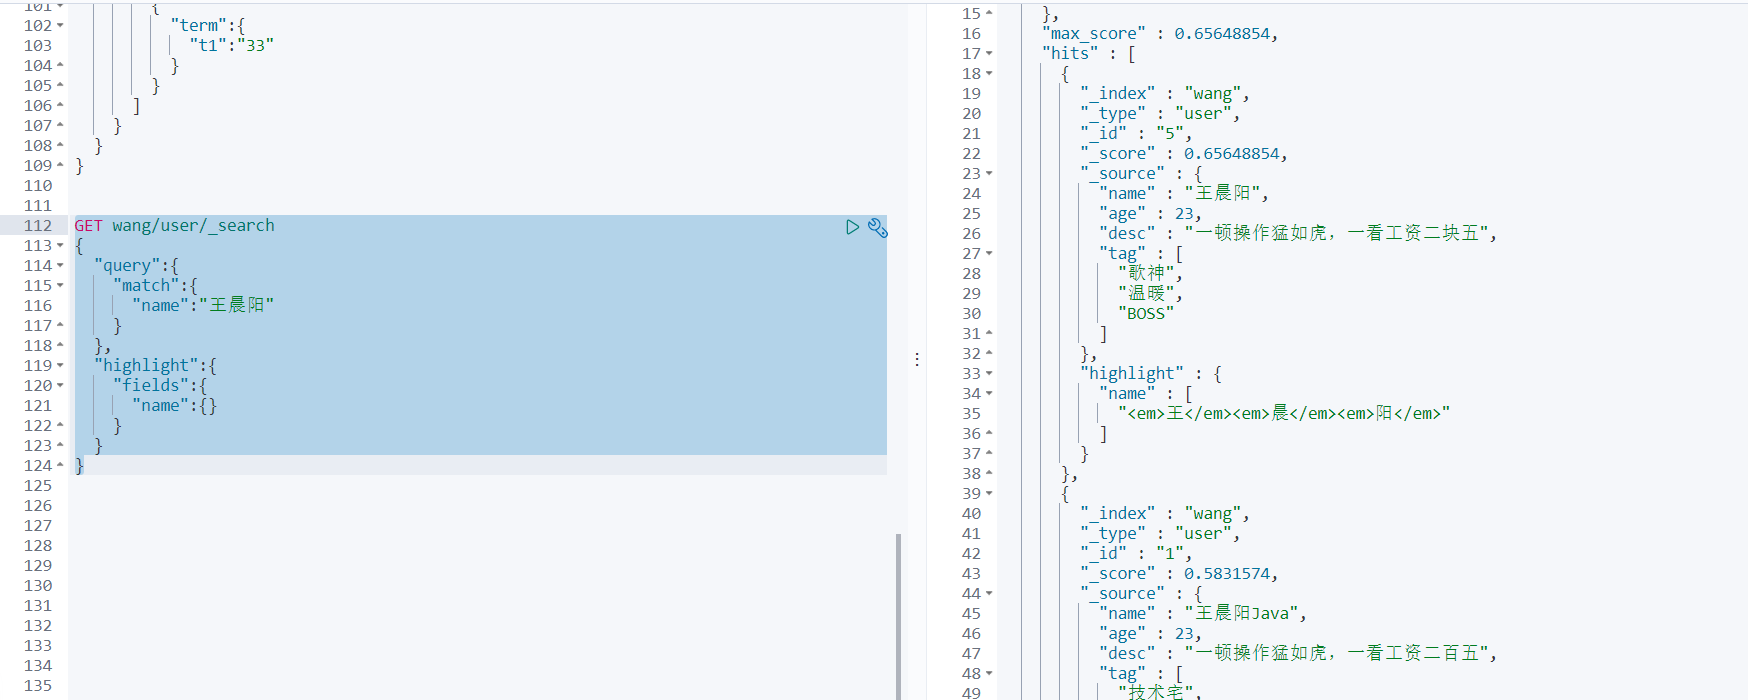 101
{
102
"term":{
103
"t1":"33"
104
}
105
}
106
]
107
}
108
}
109
}
110
111
112
GET wang/user/_search
113
{
114
"query":{
115
"match":{
116
"name":"王晨阳"
117
}
118
},
119
"highlight":{
120
"fields":{
121
"name":{}
122
}
123
}
124
}
125
126
127
128
129
130
131
132
133
134
135
15
},
16
"max_score" : 0.65648854,
17
"hits" : [
18
{
19
"_index" : "wang",
20
"_type" : "user",
21
"_id" : "5",
22
"_score" : 0.65648854,
23
"_source" : {
24
"name" : "王晨阳",
25
"age" : 23,
26
"desc" : "一顿操作猛如虎，一看工资二块五",
27
"tag" : [
28
"歌神",
29
"温暖",
30
"BOSS"
31
]
32
},
33
"highlight" : {
34
"name" : [
35
"<em>王</em><em>晨</em><em>阳</em>"
36
]
37
}
38
},
39
{
40
"_index" : "wang",
41
"_type" : "user",
42
"_id" : "1",
43
"_score" : 0.5831574,
44
"_source" : {
45
"name" : "王晨阳Java",
46
"age" : 23,
47
"desc" : "一顿操作猛如虎，一看工资二百五",
48
"tag" : [
49
"技术宅",